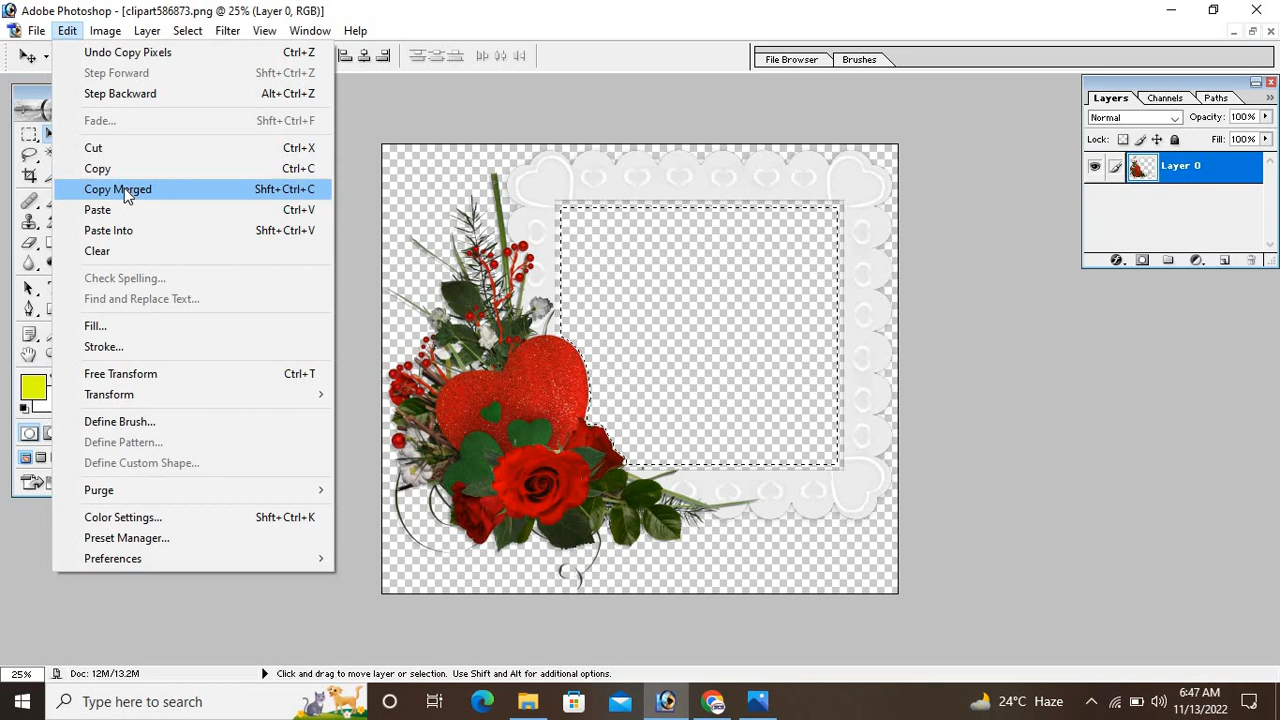 Adobe Photoshop - [clipart586873.png @ 25% (Layer 0, RGB)]
File Edit Image Layer Select Filter View Window Help
File Browser Brushes
Undo Copy Pixels Ctrl+Z
Step Forward Shft+Ctrl+Z
Step Backward Alt+Ctrl+Z
Fade... Shft+Ctrl+F
Cut Ctrl+X
Copy Ctrl+C
Copy Merged Shft+Ctrl+C
Paste Ctrl+V
Paste Into Shft+Ctrl+V
Clear
Check Spelling...
Find and Replace Text...
Fill...
Stroke...
Free Transform Ctrl+T
Transform
Define Brush...
Define Pattern...
Define Custom Shape...
Purge
Color Settings... Shft+Ctrl+K
Preset Manager...
Preferences
Layers Channels Paths
Normal Opacity: 100%
Lock: Fill: 100%
Layer 0
25% Doc: 12M/13.2M Click and drag to move layer or selection. Use Shift and Alt for additional options.
Type here to search
24°C Haze
6:47 AM
11/13/2022